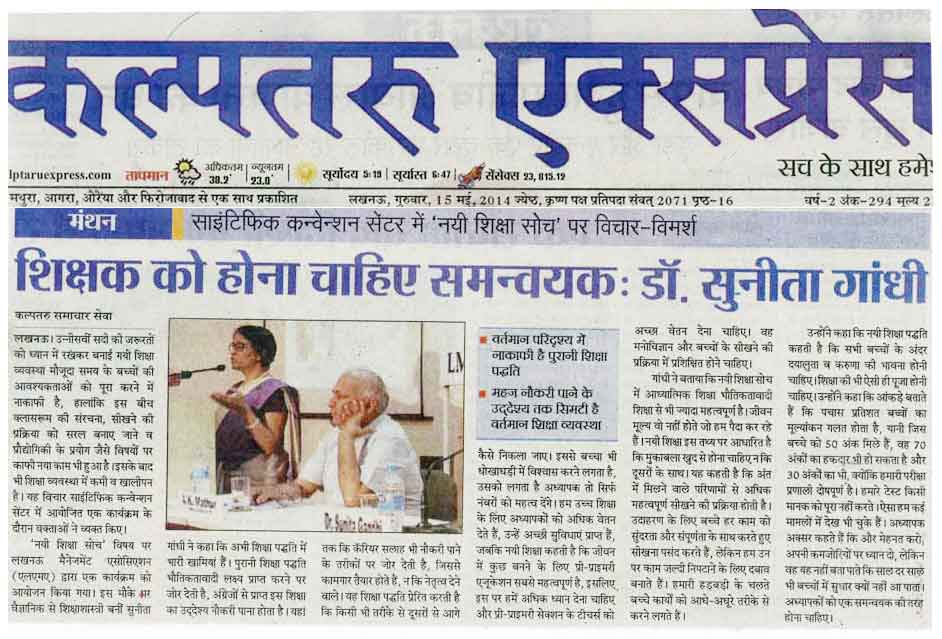 कल्पतरु एक्सप्रेस
lptaruexpress.com
तापमान
अधिकतम
38.2°
न्यूनतम
23.0°
सूर्योदय 5:19
सूर्यास्त 6:47
सेंसेक्स 23,815.12
सच के साथ हमे
मथुरा, आगरा, औरैया और फिरोजाबाद से एक साथ प्रकाशित
लखनऊ, गुरुवार, 15 मई, 2014 ज्येष्ठ, कृष्ण पक्ष प्रतिपदा संवत् 2071 पृष्ठ-16
वर्ष-2 अंक-294 मूल्य 2
मंथन
साइंटिफिक कन्वेन्शन सेंटर में ‘नयी शिक्षा सोच’ पर विचार-विमर्श
शिक्षक को होना चाहिए समन्वयक: डॉ. सुनीता गांधी
कल्पतरु समाचार सेवा
लखनऊ। उन्नीसवीं सदी की जरूरतों
को ध्यान में रखकर बनाई गयी शिक्षा
व्यवस्था मौजूदा समय के बच्चों की
आवश्यकताओं को पूरा करने में
नाकाफी है, हालांकि इस बीच
क्लासरूम की संरचना, सीखने की
प्रक्रिया को सरल बनाए जाने व
प्रौद्योगिकी के प्रयोग जैसे विषयों पर
काफी नया काम भी हुआ है। इसके बाद
भी शिक्षा व्यवस्था में कमी व खालीपन
है। यह विचार साइंटिफिक कन्वेंशन
सेंटर में आयोजित एक कार्यक्रम के
दौरान वक्ताओं ने व्यक्त किए।
‘नयी शिक्षा सोच’ विषय पर
लखनऊ मैनेजमेंट एसोसिएशन
(एलएमए) द्वारा एक कार्यक्रम का
आयोजन किया गया। इस मौके पर
वैज्ञानिक से शिक्षाशास्त्री बनीं सुनीता
LM
A.K. Mathur
Dr. Sunita Gandhi
गांधी ने कहा कि अभी शिक्षा पद्धति में
भारी खामियां हैं। पुरानी शिक्षा पद्धति
भौतिकतावादी लक्ष्य प्राप्त करने पर
जोर देती है, अंग्रेजों से प्राप्त इस शिक्षा
का उद्देश्य नौकरी पाना होता है। यहां
तक कि कॅरियर सलाह भी नौकरी पाने
के तरीकों पर जोर देती है, जिससे
कामगार तैयार होते हैं, न कि नेतृत्व देने
वाले। यह शिक्षा पद्धति प्रेरित करती है
कि किसी भी तरीके से दूसरों से आगे
वर्तमान परिदृश्य में
नाकाफी है पुरानी शिक्षा
पद्धति
महज नौकरी पाने के
उद्देश्य तक सिमटी है
वर्तमान शिक्षा व्यवस्था
कैसे निकला जाए। इससे बच्चा भी
धोखाधड़ी में विश्वास करने लगता है,
उसको लगता है अध्यापक तो सिर्फ
नंबरों को महत्व देंगे। हम उच्च शिक्षा
के लिए अध्यापकों को अधिक वेतन
देते हैं, उन्हें अच्छी सुविधाएं प्राप्त हैं,
जबकि नयी शिक्षा कहती है कि जीवन
में कुछ बनने के लिए प्री-प्राइमरी
एजूकेशन सबसे महत्वपूर्ण है, इसलिए
इस पर हमें अधिक ध्यान देना चाहिए
और प्री-प्राइमरी सेक्शन के टीचर्स को
अच्छा वेतन देना चाहिए। वह
मनोविज्ञान और बच्चों के सीखने की
प्रक्रिया में प्रशिक्षित होने चाहिए।
गांधी ने बताया कि नयी शिक्षा सोच
में आध्यात्मिक शिक्षा भौतिकतावादी
शिक्षा से भी ज्यादा महत्वपूर्ण है। जीवन
मूल्य वो नहीं होते जो हम पैदा कर रहे
हैं। नयी शिक्षा इस तथ्य पर आधारित है
कि मुकाबला खुद से होना चाहिए न कि
दूसरों के साथ। यह कहती है कि अंत
में मिलने वाले परिणामों से अधिक
महत्वपूर्ण सीखने की प्रक्रिया होती है।
उदाहरण के लिए बच्चे हर काम को
सुंदरता और संपूर्णता के साथ करते हुए
सीखना पसंद करते हैं, लेकिन हम उन
पर काम जल्दी निपटाने के लिए दबाव
बनाते हैं। हमारी हड़बड़ी के चलते
बच्चे कार्यों को आधे-अधूरे तरीके से
करने लगते हैं।
उन्होंने कहा कि नयी शिक्षा पद्धति
कहती है कि सभी बच्चों के अंदर
दयालुता व करुणा की भावना होनी
चाहिए। शिक्षा की भी ऐसी ही पूजा होनी
चाहिए। उन्होंने कहा कि आंकड़े बताते
हैं कि पचास प्रतिशत बच्चों का
मूल्यांकन गलत होता है, यानी जिस
बच्चे को 50 अंक मिले हैं, वह 70
अंकों का हकदार भी हो सकता है और
30 अंकों का भी, क्योंकि हमारी परीक्षा
प्रणाली दोषपूर्ण है। हमारे टेस्ट किसी
मानक को पूरा नहीं करते। ऐसा हम कई
मामलों में देख भी चुके हैं। अध्यापक
अक्सर कहते हैं कि और मेहनत करो,
अपनी कमजोरियों पर ध्यान दो, लेकिन
वह यह नहीं बता पाते कि साल दर साल
भी बच्चों में सुधार क्यों नहीं आ पाता।
अध्यापकों को एक समन्वयक की तरह
होना चाहिए।